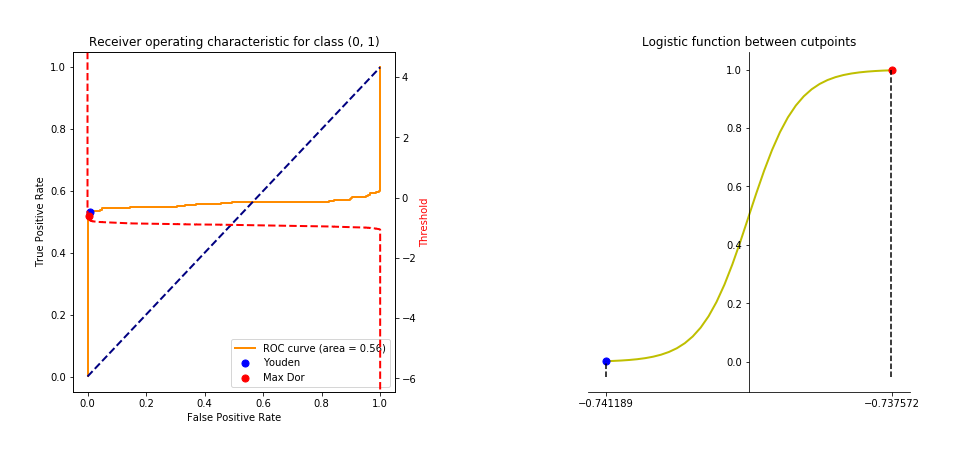 Receiver operating characteristic for class (0, 1)
1.0
0.8
0.6
0.4
0.2
0.0
True Positive Rate
0.0 0.2 0.4 0.6 0.8 1.0
False Positive Rate
4
2
0
−2
−4
−6
Threshold
ROC curve (area = 0.56)
Youden
Max Dor
Logistic function between cutpoints
1.0
0.8
0.6
0.4
0.2
0.0
−0.741189 −0.737572